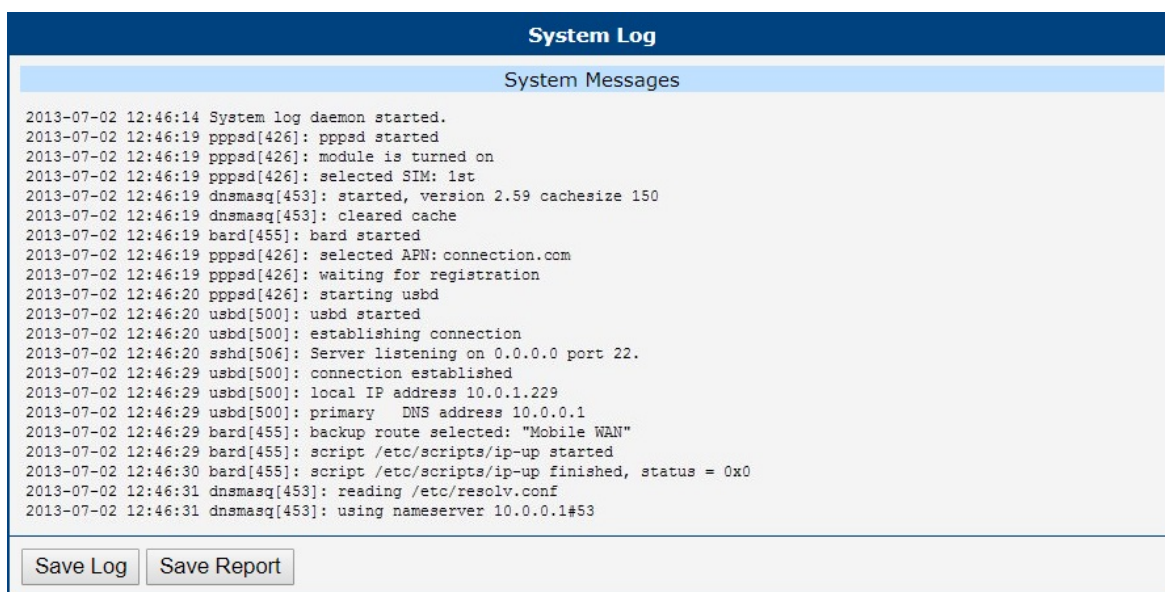 System Log
System Messages
2013-07-02 12:46:14 System log daemon started.
2013-07-02 12:46:19 pppsd[426]: pppsd started
2013-07-02 12:46:19 pppsd[426]: module is turned on
2013-07-02 12:46:19 pppsd[426]: selected SIM: 1st
2013-07-02 12:46:19 dnsmasq[453]: started, version 2.59 cachesize 150
2013-07-02 12:46:19 dnsmasq[453]: cleared cache
2013-07-02 12:46:19 bard[455]: bard started
2013-07-02 12:46:19 pppsd[426]: selected APN: connection.com
2013-07-02 12:46:19 pppsd[426]: waiting for registration
2013-07-02 12:46:20 pppsd[426]: starting usbd
2013-07-02 12:46:20 usbd[500]: usbd started
2013-07-02 12:46:20 usbd[500]: establishing connection
2013-07-02 12:46:20 sshd[506]: Server listening on 0.0.0.0 port 22.
2013-07-02 12:46:29 usbd[500]: connection established
2013-07-02 12:46:29 usbd[500]: local IP address 10.0.1.229
2013-07-02 12:46:29 usbd[500]: primary   DNS address 10.0.0.1
2013-07-02 12:46:29 bard[455]: backup route selected: "Mobile WAN"
2013-07-02 12:46:29 bard[455]: script /etc/scripts/ip-up started
2013-07-02 12:46:30 bard[455]: script /etc/scripts/ip-up finished, status = 0x0
2013-07-02 12:46:31 dnsmasq[453]: reading /etc/resolv.conf
2013-07-02 12:46:31 dnsmasq[453]: using nameserver 10.0.0.1#53
Save Log Save Report